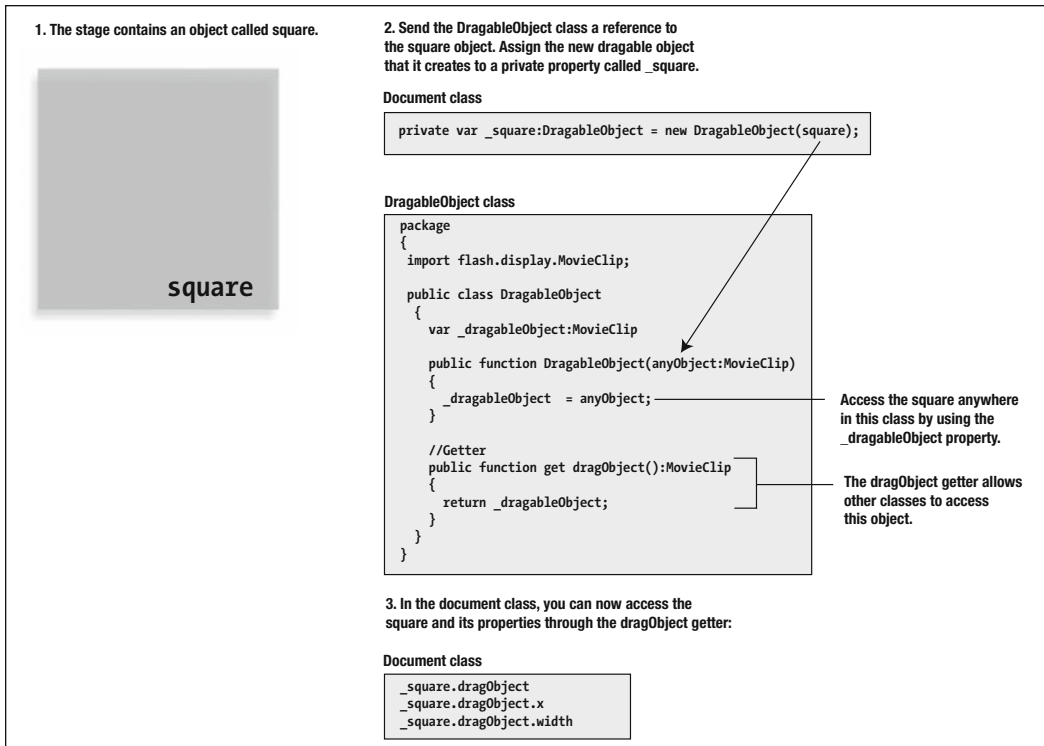 1. The stage contains an object called square.
square
2. Send the DragableObject class a reference to
the square object. Assign the new dragable object
that it creates to a private property called _square.
Document class
private var _square:DragableObject = new DragableObject(square);
DragableObject class
package
{
import flash.display.MovieClip;
public class DragableObject
{
var _dragableObject:MovieClip
public function DragableObject(anyObject:MovieClip)
{
_dragableObject = anyObject;
}
//Getter
public function get dragObject():MovieClip
{
return _dragableObject;
}
}
}
Access the square anywhere
in this class by using the
_dragableObject property.
The dragObject getter allows
other classes to access
this object.
3. In the document class, you can now access the
square and its properties through the dragObject getter:
Document class
_square.dragObject
_square.dragObject.x
_square.dragObject.width